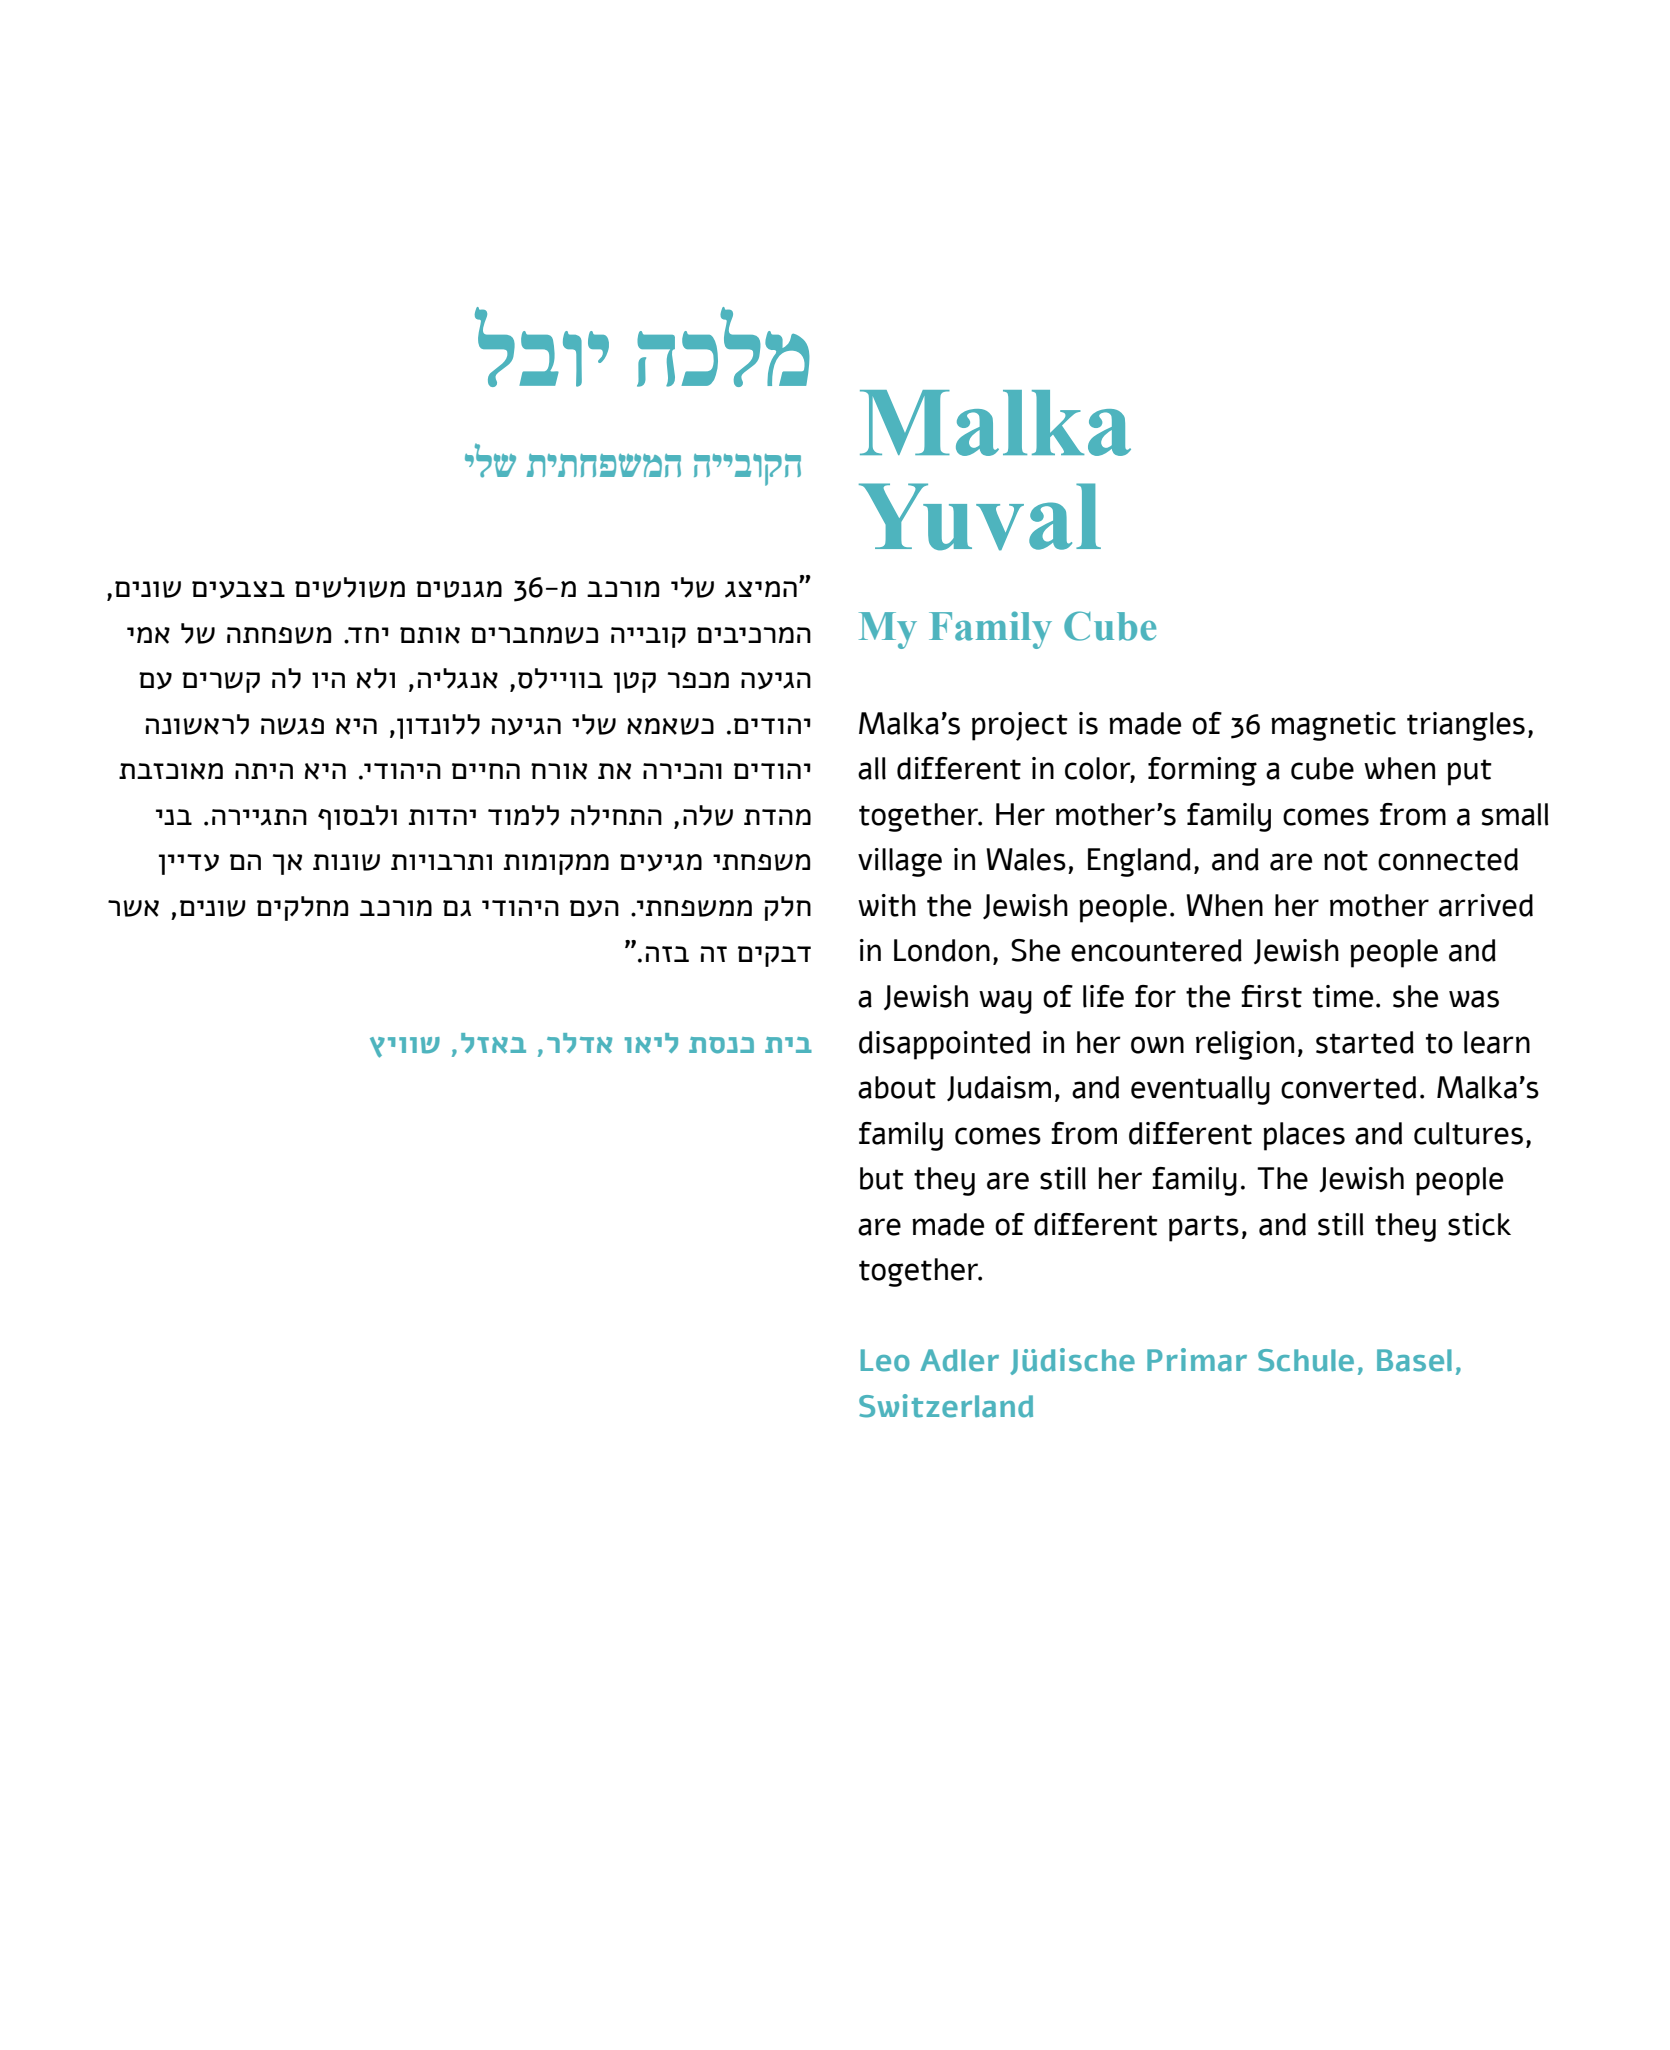 מלכה יובל
הקובייה המשפחתית שלי
"המיצג שלי מורכב מ-36 מגנטים משולשים בצבעים שונים,
המרכיבים קובייה כשמחברים אותם יחד. משפחתה של אמי
הגיעה מכפר קטן בוויילס, אנגליה, ולא היו לה קשרים עם
יהודים. כשאמא שלי הגיעה ללונדון, היא פגשה לראשונה
יהודים והכירה את אורח החיים היהודי. היא היתה מאוכזבת
מהדת שלה, התחילה ללמוד יהדות ולבסוף התגיירה. בני
משפחתי מגיעים ממקומות ותרבויות שונות אך הם עדיין
חלק ממשפחתי. העם היהודי גם מורכב מחלקים שונים, אשר
דבקים זה בזה."
בית כנסת ליאו אדלר, באזל, שוויץ
Malka
Yuval
My Family Cube
Malka's project is made of 36 magnetic triangles,
all different in color, forming a cube when put
together. Her mother's family comes from a small
village in Wales, England, and are not connected
with the Jewish people. When her mother arrived
in London, She encountered Jewish people and
a Jewish way of life for the first time. she was
disappointed in her own religion, started to learn
about Judaism, and eventually converted. Malka's
family comes from different places and cultures,
but they are still her family. The Jewish people
are made of different parts, and still they stick
together.
Leo Adler Jüdische Primar Schule, Basel,
Switzerland